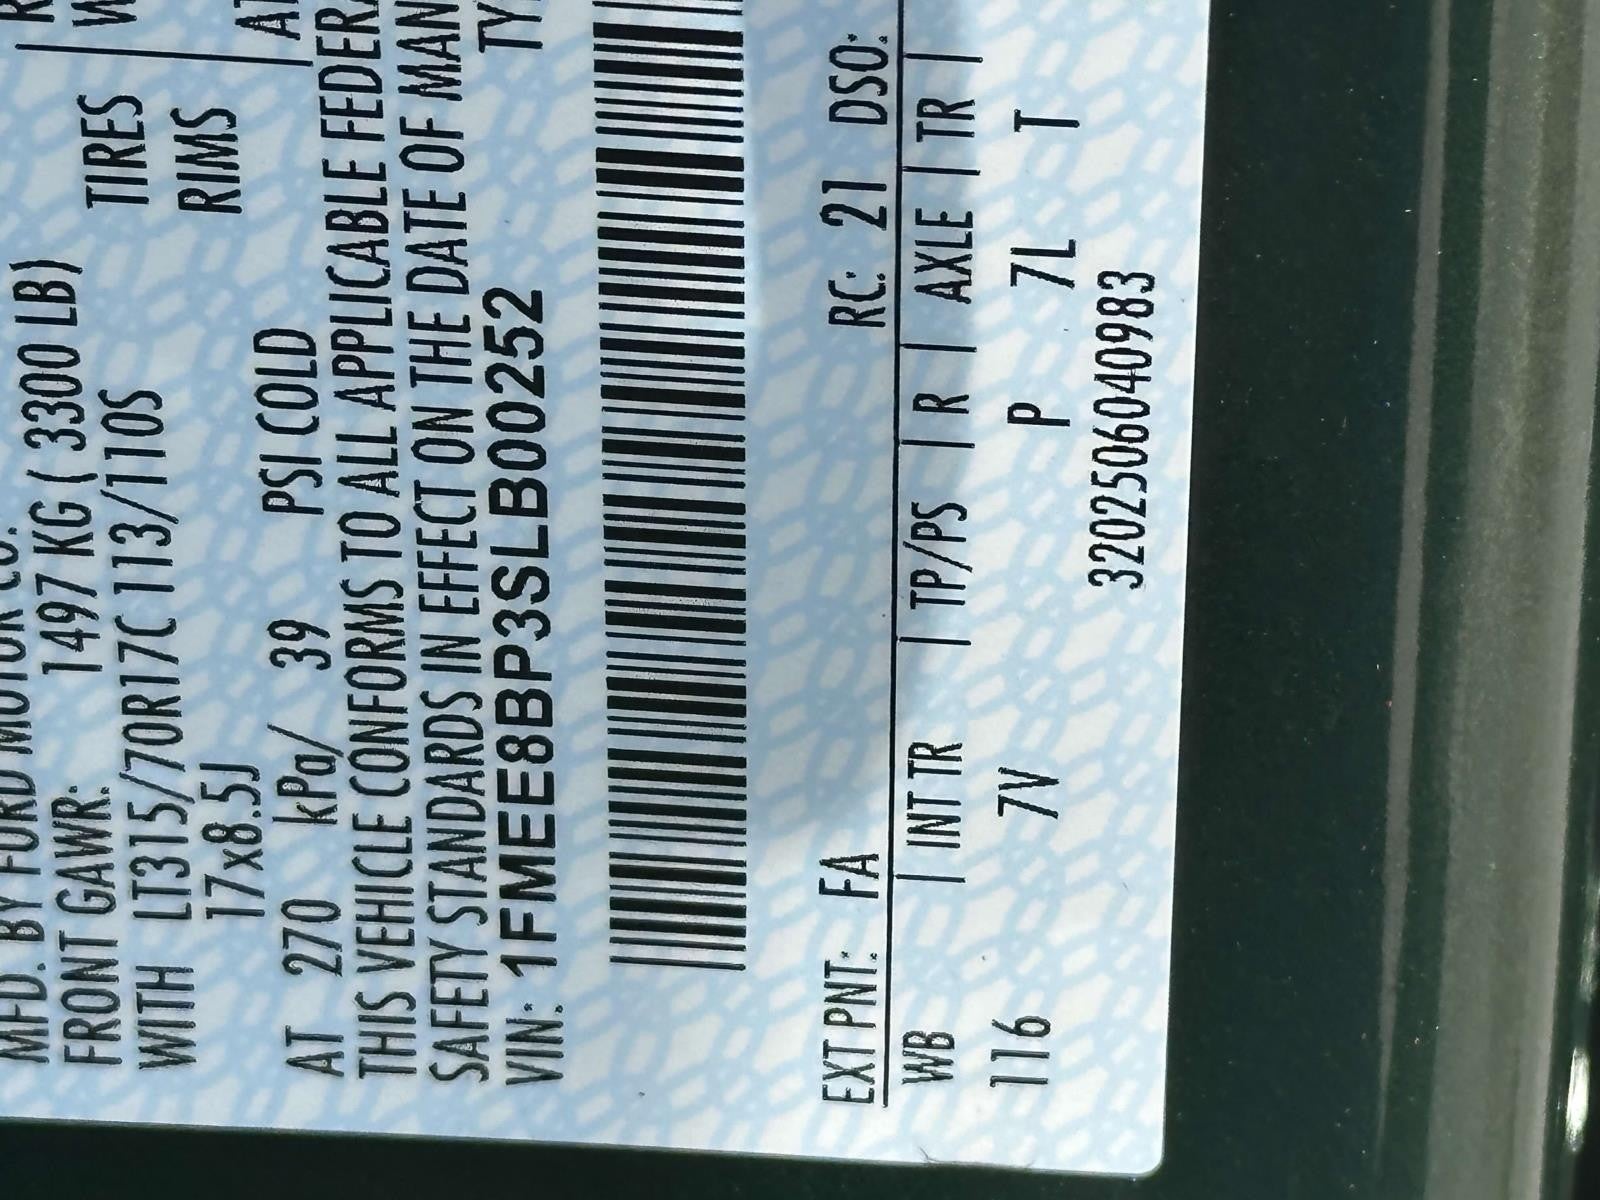 MFD. BY FORD MOTOR CO.
FRONT GAWR: 1497 KG ( 3300 LB)
WITH LT315/70R17C 113/110S TIRES
17x8.5J RIMS
AT 270 kPa/ 39 PSI COLD
THIS VEHICLE CONFORMS TO ALL APPLICABLE FEDERA
SAFETY STANDARDS IN EFFECT ON THE DATE OF MAN
VIN: 1FMEE8BP3SLB00252 TY
EXT PNT: FA RC: 21 DSO:
WB | INT TR | TP/PS | R | AXLE | TR |
116 7V P 7L T
3202506040983